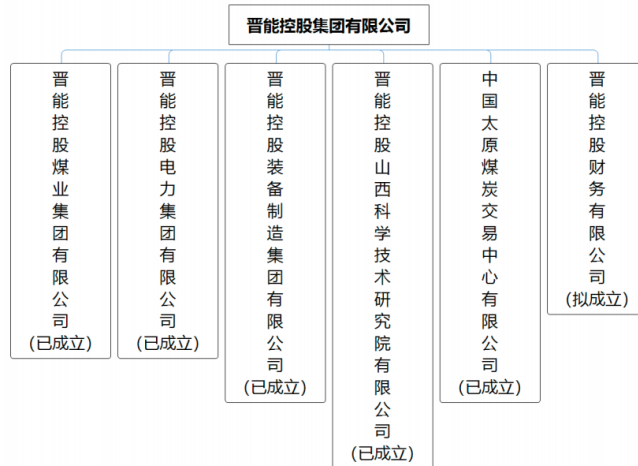 晋能控股集团有限公司
晋能控股煤业集团有限公司
(已成立)
晋能控股电力集团有限公司
(已成立)
晋能控股装备制造集团有限公司
(已成立)
晋能控股山西科学技术研究院有限公司
(已成立)
中国太原煤炭交易中心有限公司
(已成立)
晋能控股财务有限公司
(拟成立)